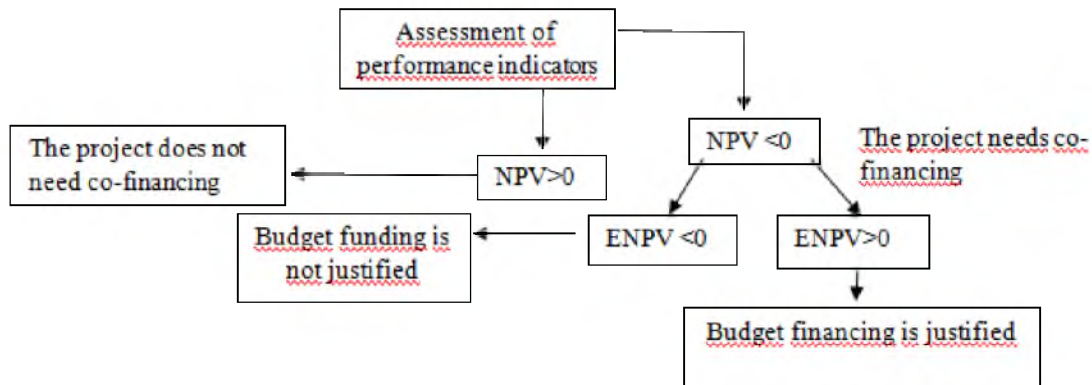 Assessment of
performance indicators
NPV <0
The project needs co-
financing
The project does not
need co-financing
NPV>0
Budget funding is
not justified
ENPV <0
ENPV>0
Budget financing is justified